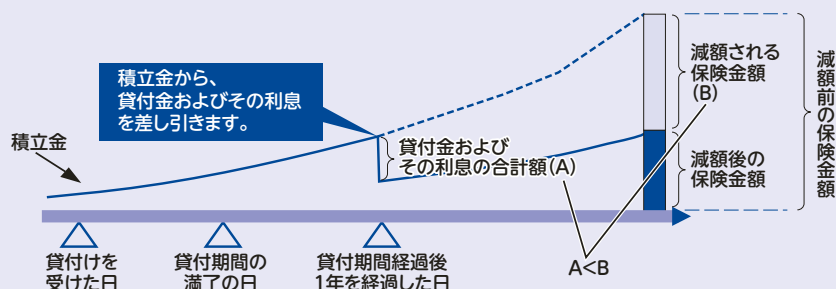 積立金から、
貸付金およびその利息
を差し引きます。
積立金
貸付金および
その利息の合計額(A)
減額される
保険金額
(B)
減額後の
保険金額
減額前の保険金額
貸付けを
受けた日
貸付期間の
満了の日
貸付期間経過後
1年を経過した日
A<B